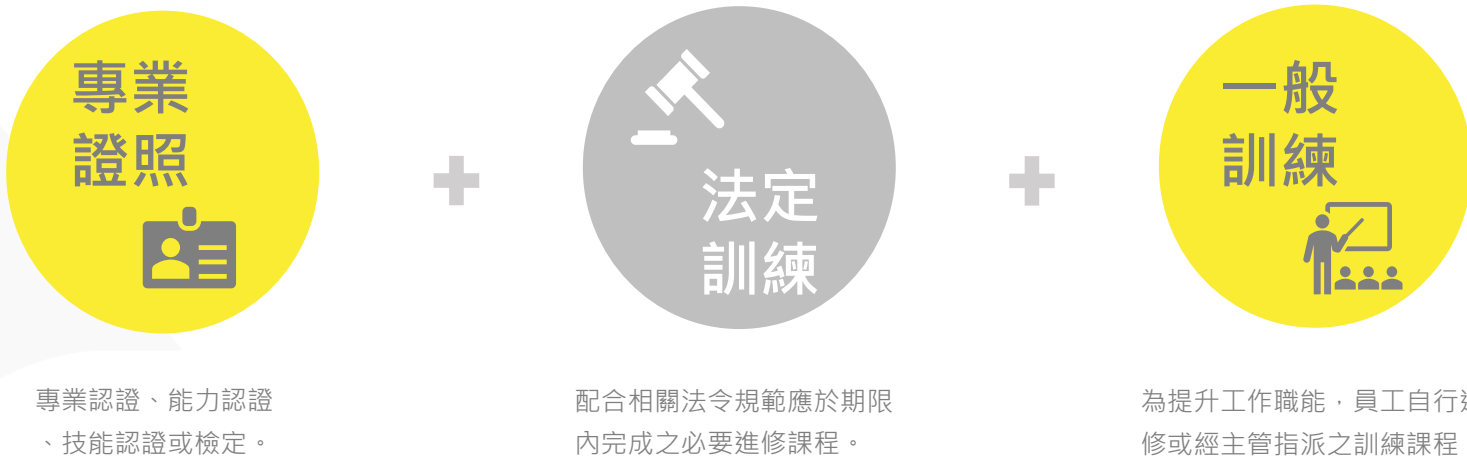 專業
證照
法定
訓練
一般
訓練
專業認證、能力認證
、技能認證或檢定。
配合相關法令規範應於期限
內完成之必要進修課程。
為提升工作職能，員工自行
修或經主管指派之訓練課程